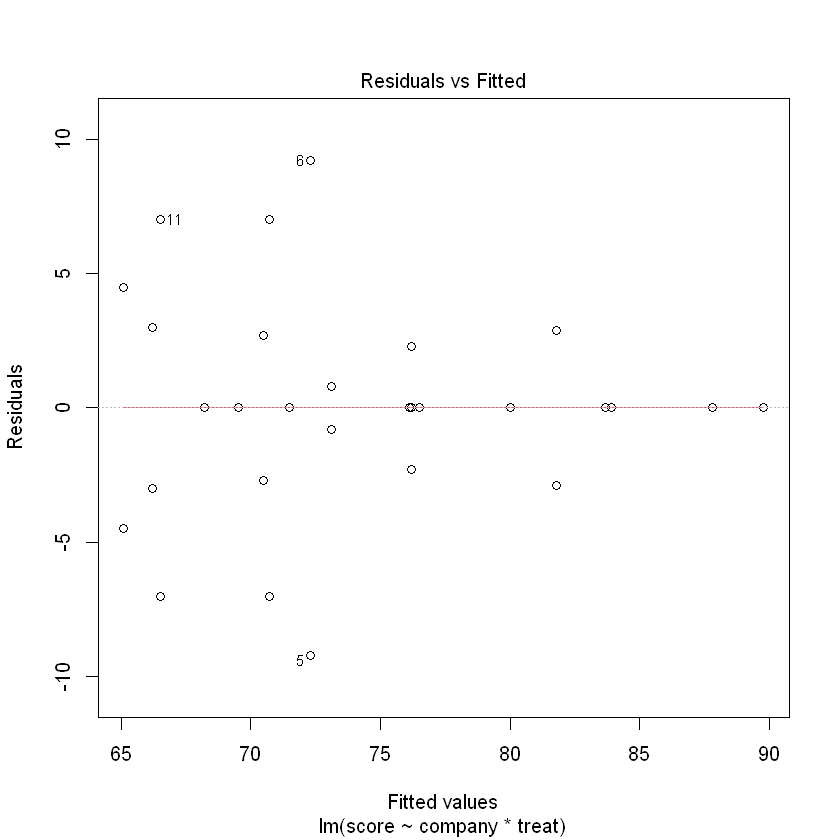 Residuals vs Fitted
10
6
11
5
0
-5
5
-10
Residuals
65 70 75 80 85 90
Fitted values
lm(score ~ company * treat)